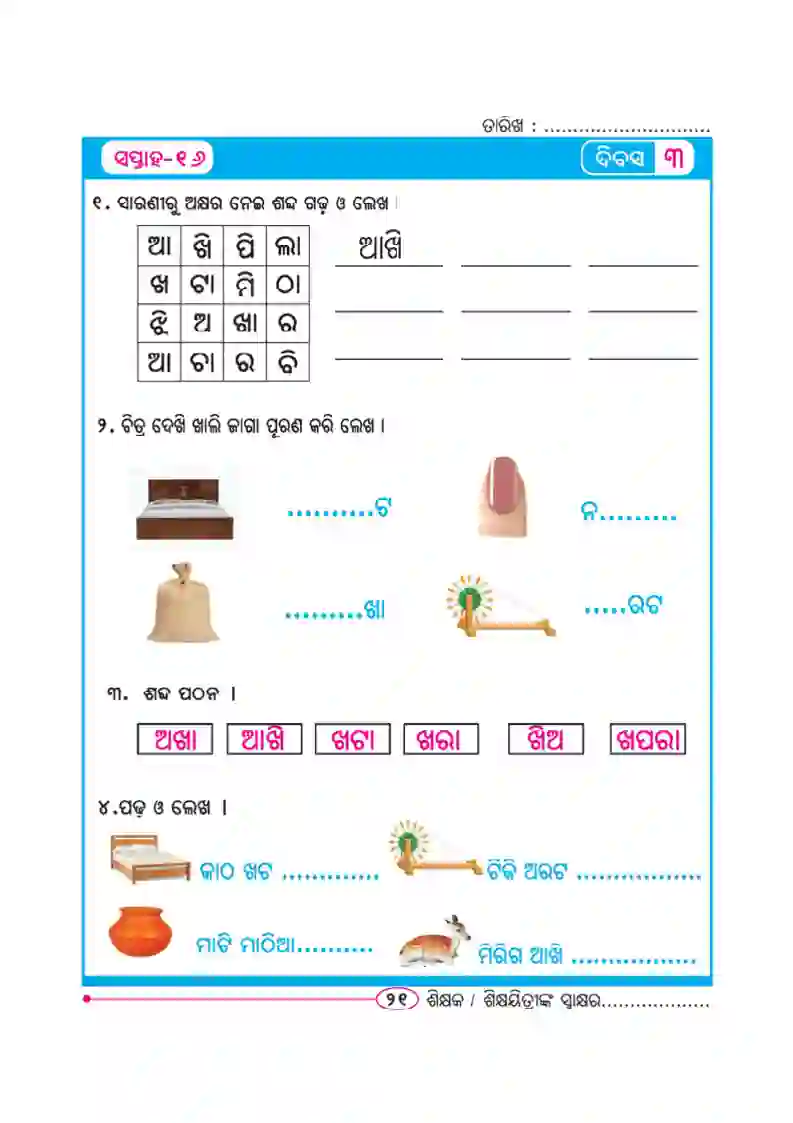 ତାରିଖ : ..............................
ସପ୍ତାହ-୧୬ ଦିବସ ୩
୧. ସାରଣୀରୁ ଅକ୍ଷର ନେଇ ଶବ୍ଦ ଗଢ଼ ଓ ଲେଖ।
ଆ ଖି ପି ଲା ଆଖି
ଖ ଟା ମି ଠା
ଝି ଅ ଖା ର
ଆ ଚା ର ବି
୨. ଚିତ୍ର ଦେଖି ଖାଲି ଜାଗା ପୂରଣ କରି ଲେଖ।
..........ଟ ନ.........
.........ଖା .....ରଟ
୩. ଶବ୍ଦ ପଠନ ।
ଅଖା ଆଖି ଖଟା ଖରା ଖିଅ ଖପରା
୪.ପଢ଼ ଓ ଲେଖ ।
କାଠ ଖଟ ............. ଟିକି ଅରଟ .................
ମାଟି ମାଠିଆ.......... ମିରିଗ ଆଖି .................
୨୧ ଶିକ୍ଷକ / ଶିକ୍ଷୟିତ୍ରୀଙ୍କ ସ୍ୱାକ୍ଷର...................